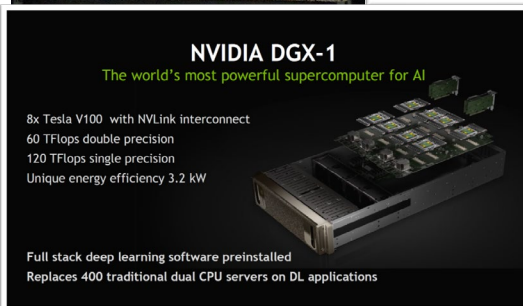 NVIDIA DGX-1
The world's most powerful supercomputer for AI
8x Tesla V100 with NVLink interconnect
60 TFlops double precision
120 TFlops single precision
Unique energy efficiency 3.2 kW
Full stack deep learning software preinstalled
Replaces 400 traditional dual CPU servers on DL applications